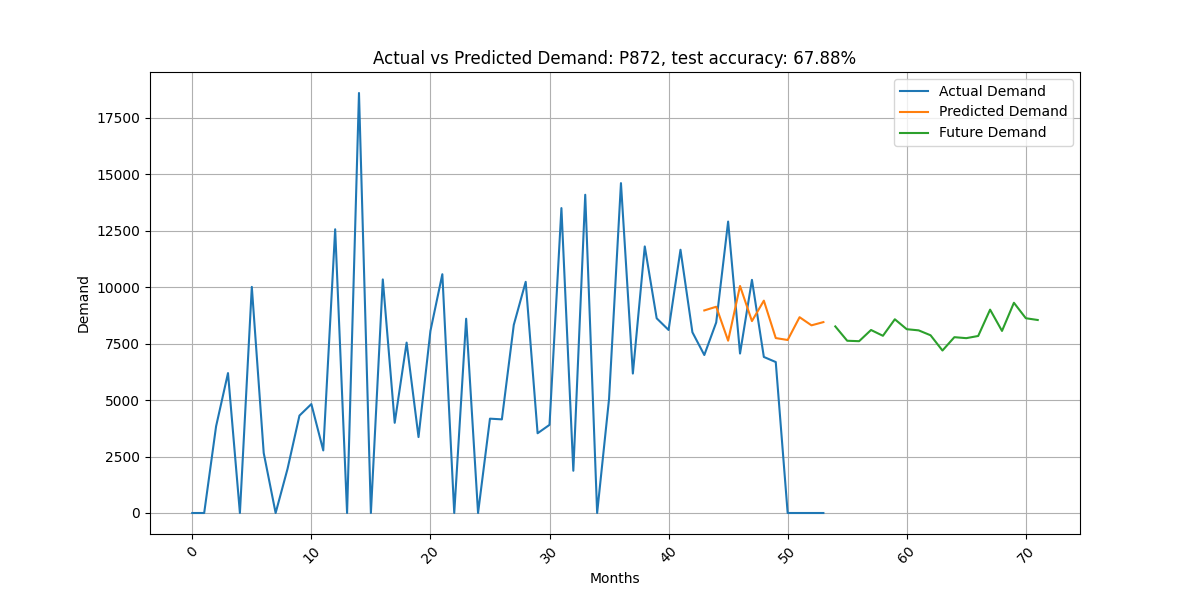 Actual vs Predicted Demand: P872, test accuracy: 67.88%
Actual Demand
Predicted Demand
Future Demand
17500
15000
12500
10000
7500
5000
2500
0
Demand
0 10 20 30 40 50 60 70
Months